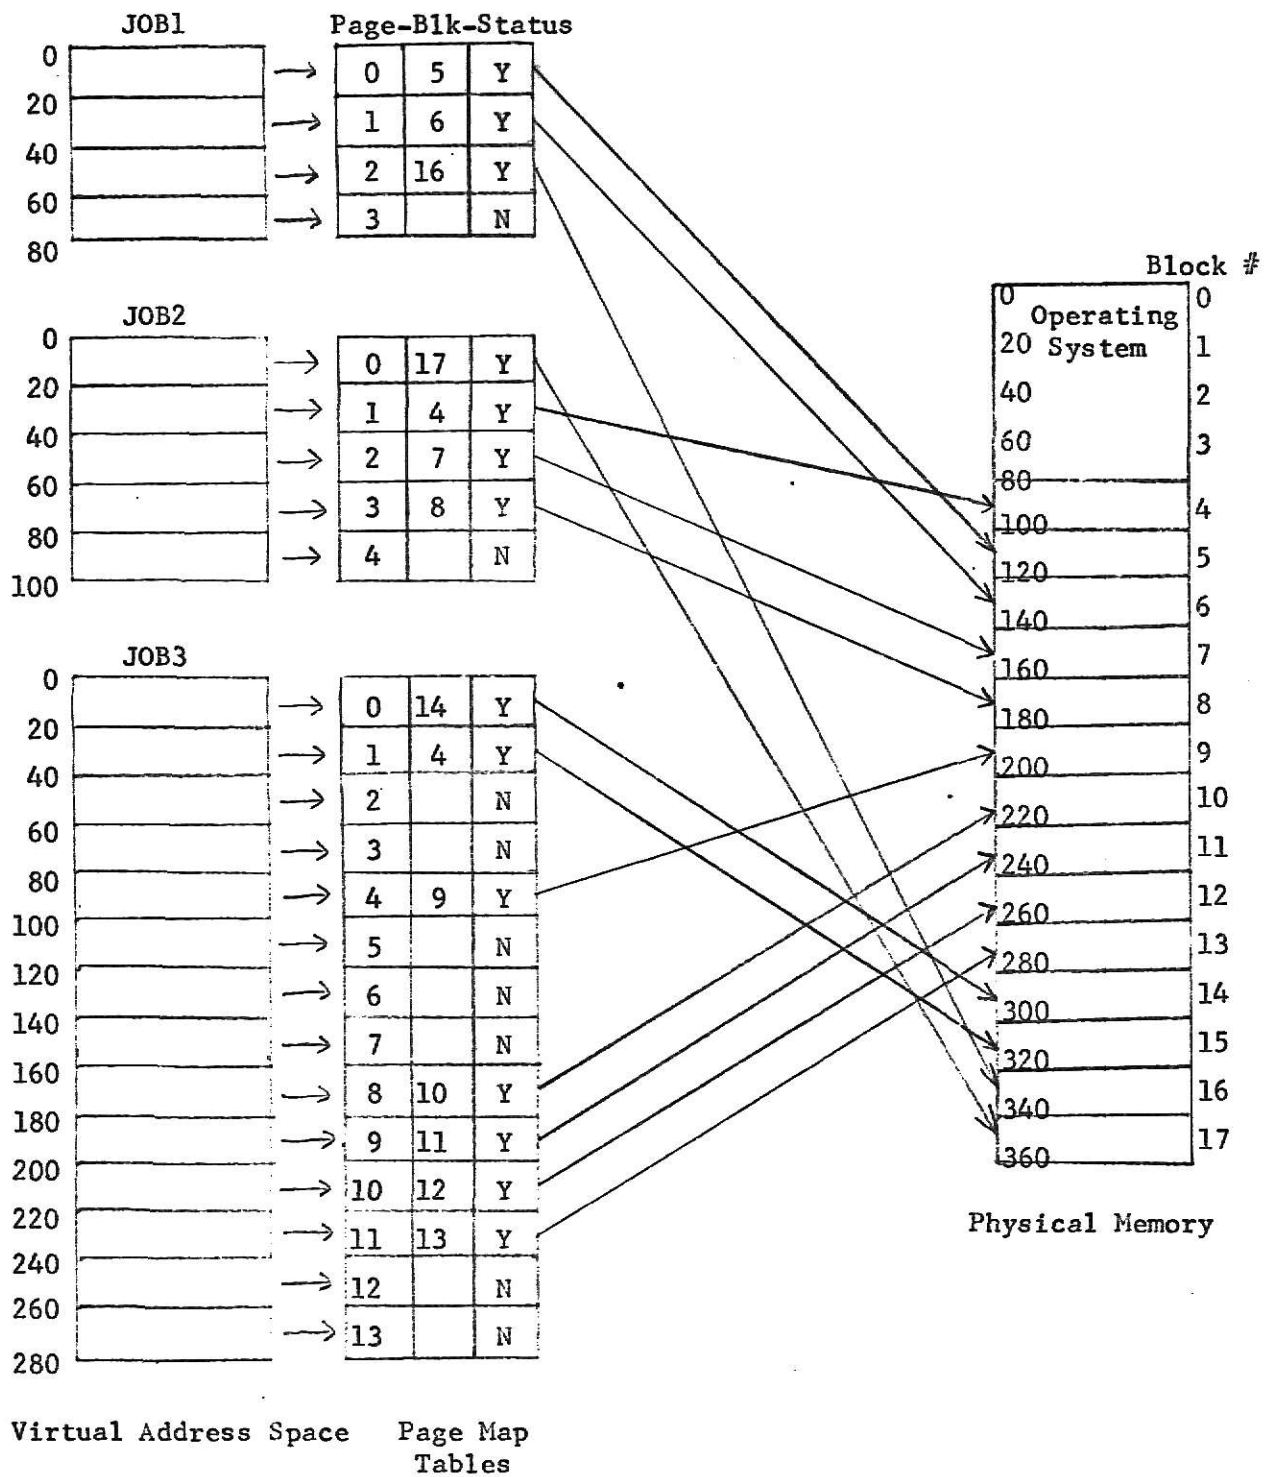 JOB1 Page-Blk-Status
0
20
40
60
80
0 5 Y
1 6 Y
2 16 Y
3 N
JOB2
0
20
40
60
80
100
0 17 Y
1 4 Y
2 7 Y
3 8 Y
4 N
JOB3
0
20
40
60
80
100
120
140
160
180
200
220
240
260
280
0 14 Y
1 4 Y
2 N
3 N
4 9 Y
5 N
6 N
7 N
8 10 Y
9 11 Y
10 12 Y
11 13 Y
12 N
13 N
Block #
0 Operating 0
20 System 1
40 2
60 3
80
4
100
5
120
6
140
7
160
8
180
9
200
10
220
11
240
12
260
13
280
14
300
15
320
16
340
17
360
Physical Memory
Virtual Address Space Page Map
Tables